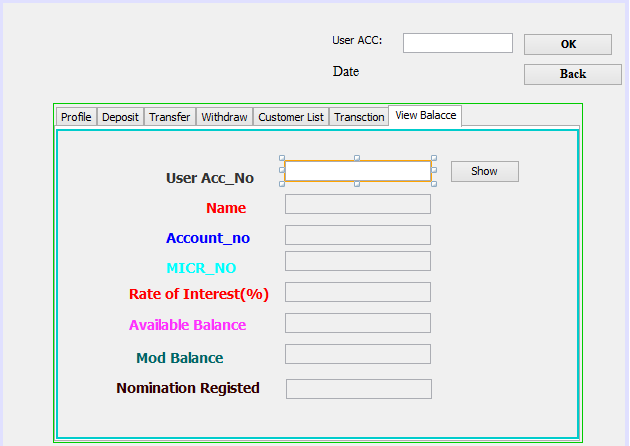 User ACC: OK
Date Back
Profile Deposit Transfer Withdraw Customer List Transction View Balacce
User Acc_No Show
Name
Account_no
MICR_NO
Rate of Interest(%)
Available Balance
Mod Balance
Nomination Registed